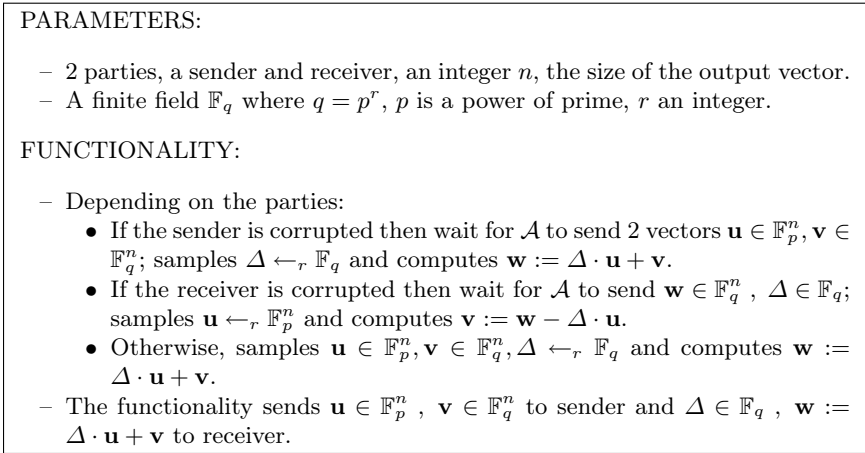 PARAMETERS:
– 2 parties, a sender and receiver, an integer n, the size of the output vector.
– A finite field 𝔽_q where q = p^r, p is a power of prime, r an integer.
FUNCTIONALITY:
– Depending on the parties:
• If the sender is corrupted then wait for 𝒜 to send 2 vectors u ∈ 𝔽_p^n, v ∈
𝔽_q^n; samples Δ ←_r 𝔽_q and computes w := Δ · u + v.
• If the receiver is corrupted then wait for 𝒜 to send w ∈ 𝔽_q^n , Δ ∈ 𝔽_q;
samples u ←_r 𝔽_p^n and computes v := w − Δ · u.
• Otherwise, samples u ∈ 𝔽_p^n, v ∈ 𝔽_q^n, Δ ←_r 𝔽_q and computes w :=
Δ · u + v.
– The functionality sends u ∈ 𝔽_p^n , v ∈ 𝔽_q^n to sender and Δ ∈ 𝔽_q , w :=
Δ · u + v to receiver.